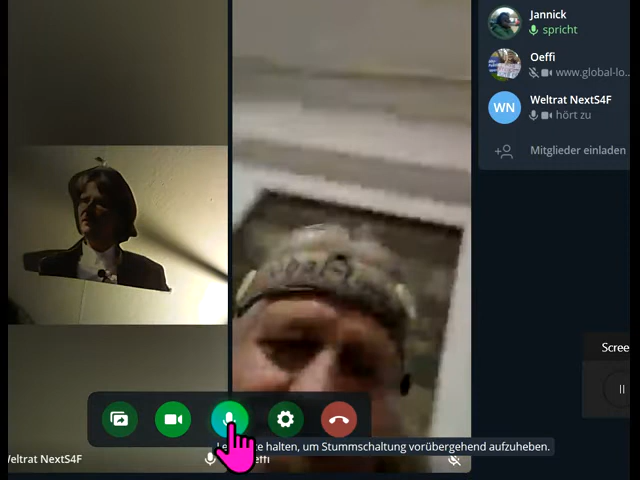 Jannick
spricht
Oeffi
www.global-lo...
WN
Weltrat NextS4F
hört zu
Mitglieder einladen
Scree
halten, um Stummschaltung vorübergehend aufzuheben.
Weltrat NextS4F
effi